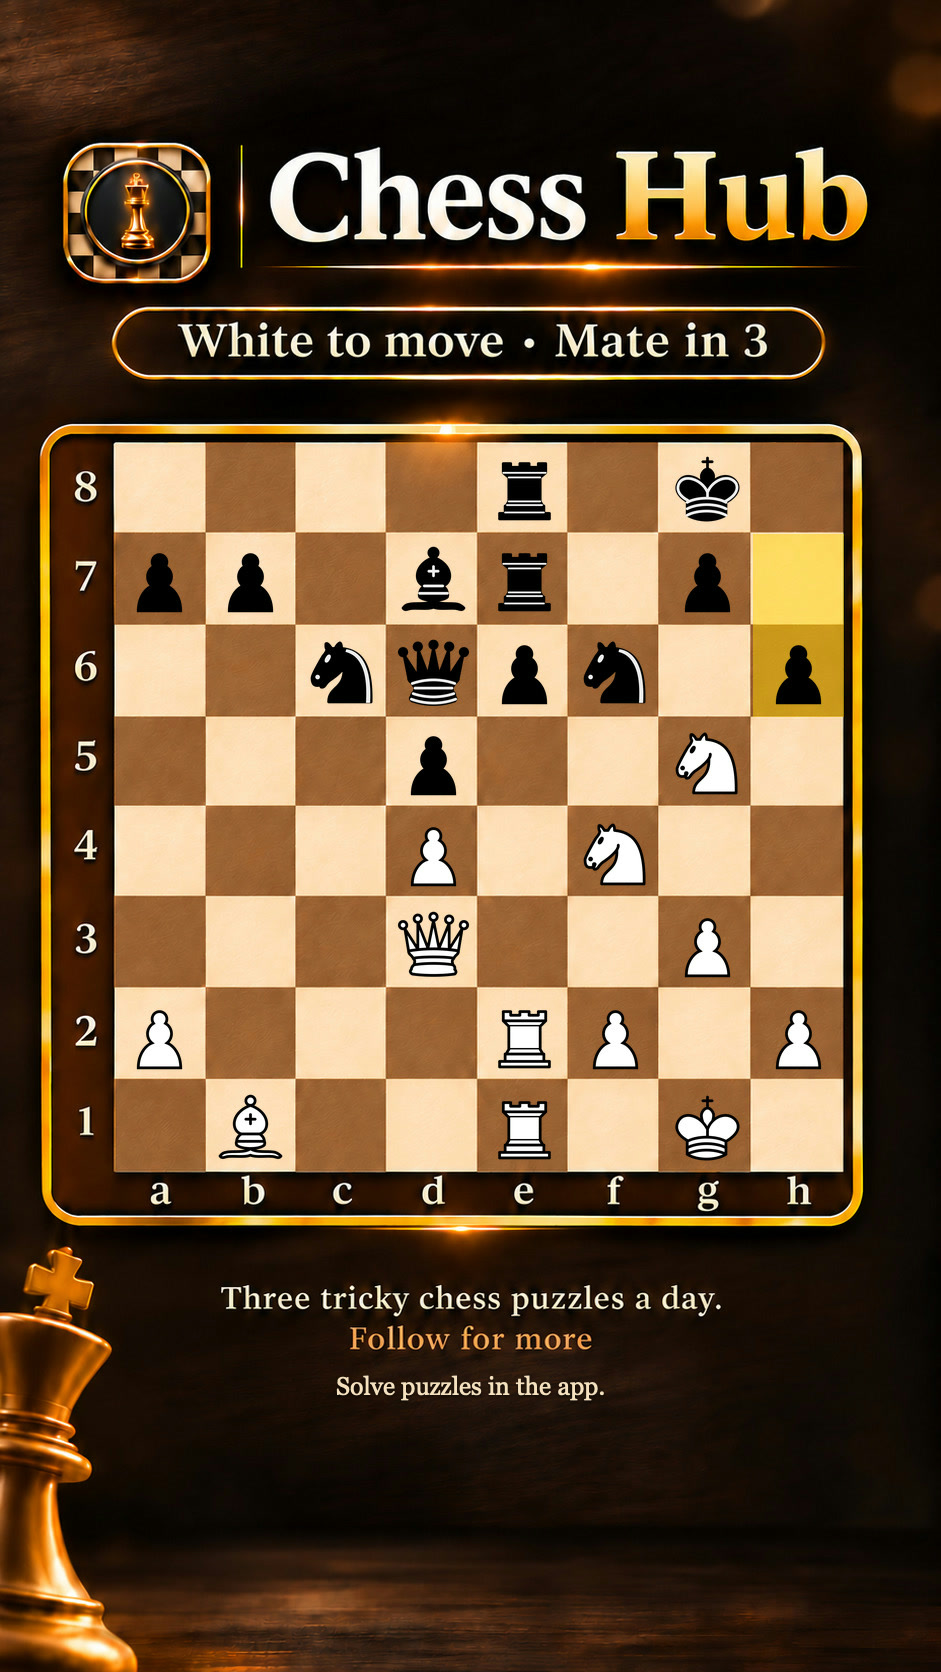 Chess Hub
White to move • Mate in 3
8
7
6
5
4
3
2
1
a b c d e f g h
Three tricky chess puzzles a day.
Follow for more
Solve puzzles in the app.